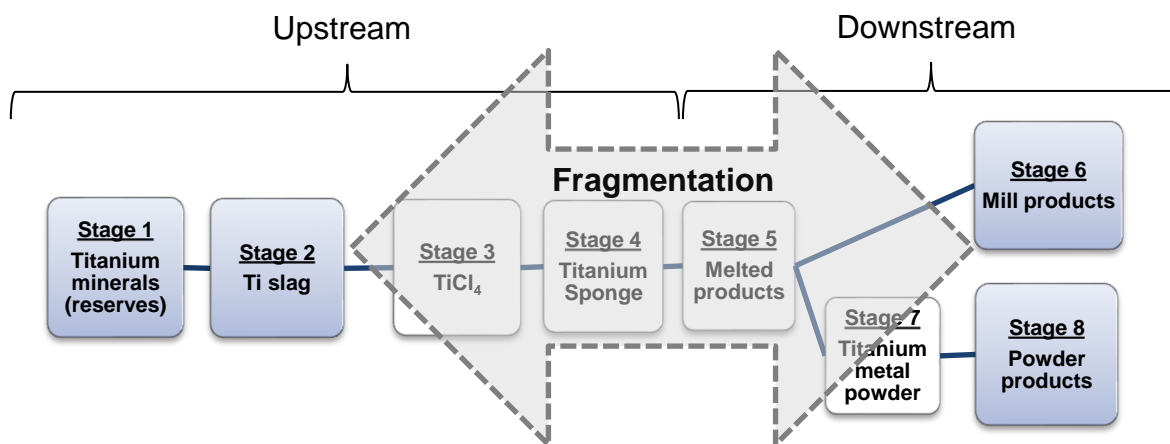 Upstream
Downstream
Fragmentation
Stage 1
Titanium
minerals
(reserves)
Stage 2
Ti slag
Stage 3
TiCl₄
Stage 4
Titanium
Sponge
Stage 5
Melted
products
Stage 6
Mill products
Stage 7
Titanium
metal
powder
Stage 8
Powder
products